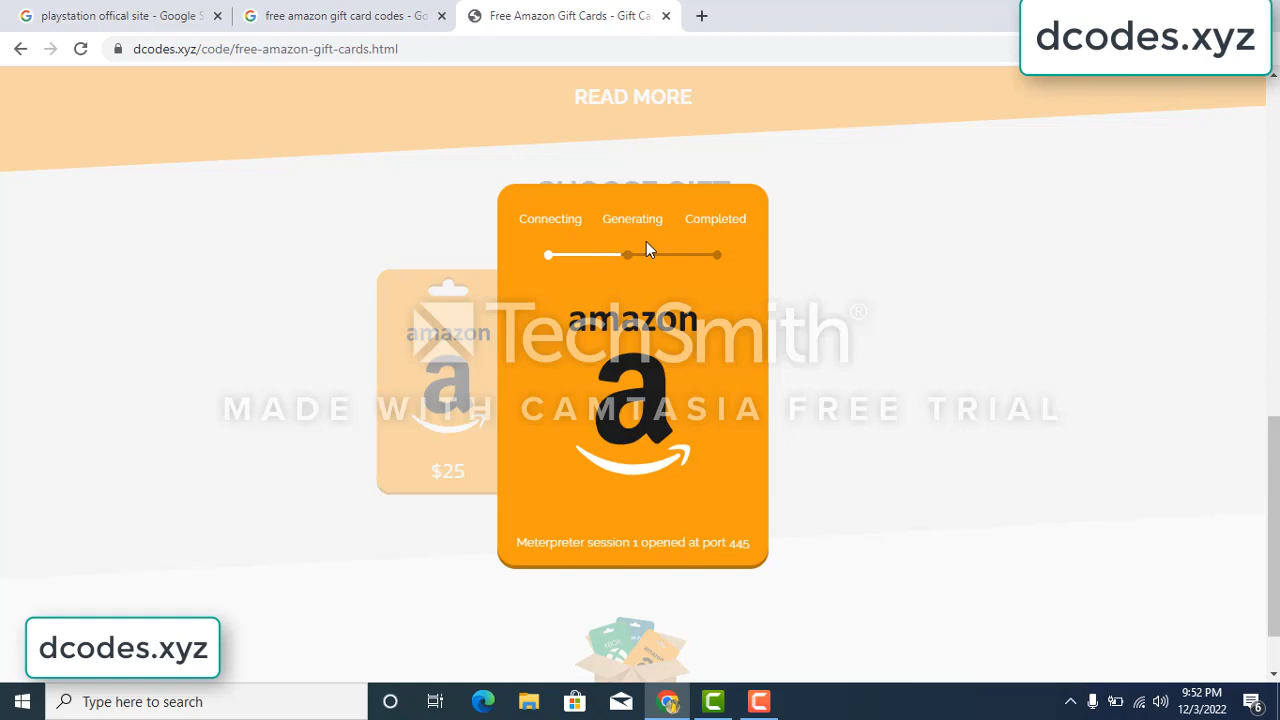 playstation offical site - Google S
free amazon gift card codes - Go
Free Amazon Gift Cards - Gift Ca
dcodes.xyz/code/free-amazon-gift-cards.html
dcodes.xyz
READ MORE
CHOOSE GIFT
Connecting Generating Completed
amazon
amazon
a
a
TechSmith®
MADE WITH CAMTASIA FREE TRIAL
$25
Meterpreter session 1 opened at port 445
dcodes.xyz
Type here to search
9:52 PM
12/3/2022
6